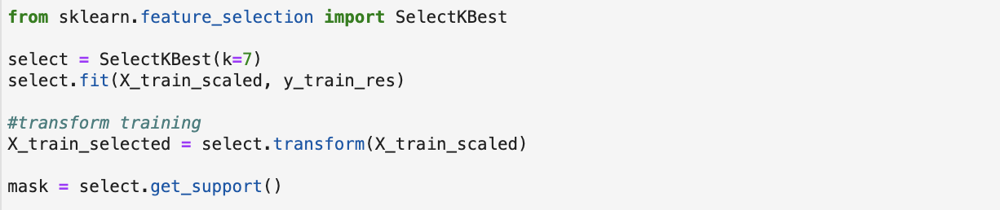 from sklearn.feature_selection import SelectKBest
select = SelectKBest(k=7)
select.fit(X_train_scaled, y_train_res)
#transform training
X_train_selected = select.transform(X_train_scaled)
mask = select.get_support()